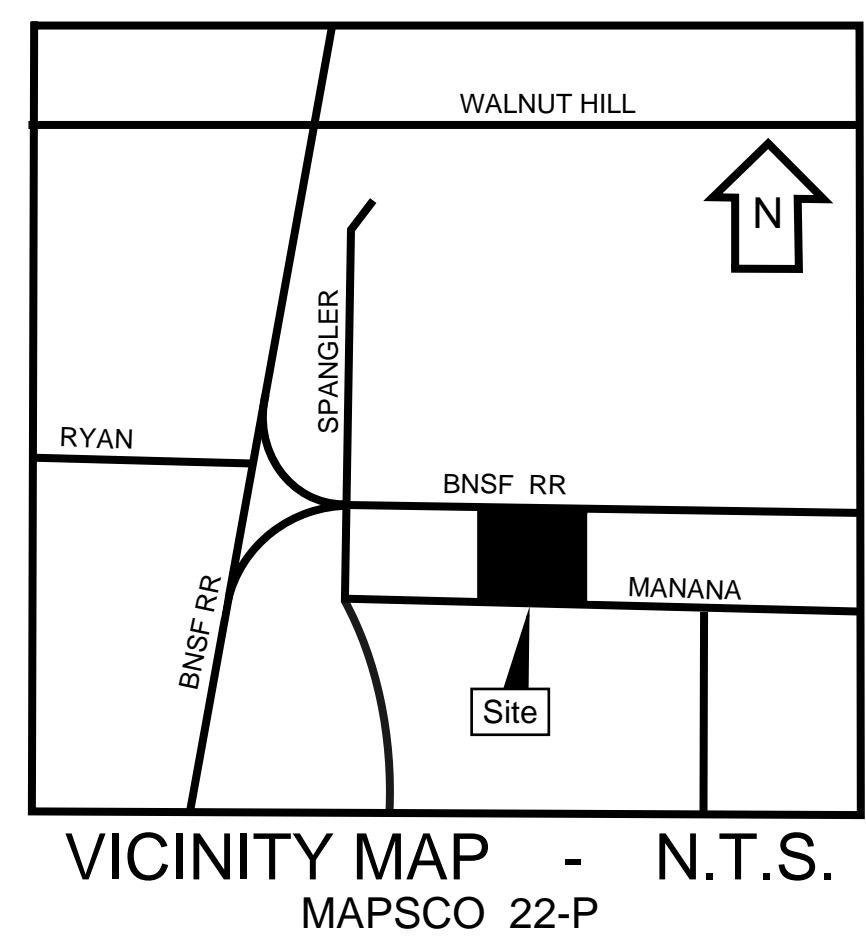 WALNUT HILL
N
SPANGLER
RYAN
BNSF RR
MANANA
BNSF RR
Site
VICINITY MAP - N.T.S.
MAPSCO 22-P